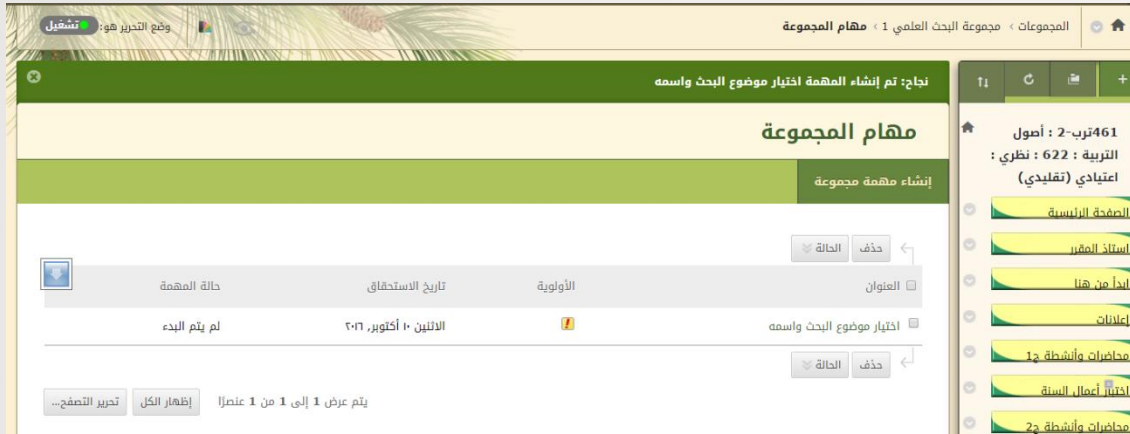 المجموعات › مجموعة البحث العلمي 1 › مهام المجموعة
وضع التحرير هو: تشغيل
نجاح: تم إنشاء المهمة اختيار موضوع البحث واسمه
461ترب-2 : أصول
التربية : 622 : نظري :
اعتيادي (تقليدي)
الصفحة الرئيسية
استاذ المقرر
ابدأ من هنا
إعلانات
محاضرات وأنشطة ج1
اختبار أعمال السنة
محاضرات وأنشطة ج2
مهام المجموعة
إنشاء مهمة مجموعة
حذف الحالة
العنوان الأولوية تاريخ الاستحقاق حالة المهمة
اختيار موضوع البحث واسمه الاثنين ١٠ أكتوبر, ٢٠١٦ لم يتم البدء
حذف الحالة
يتم عرض 1 إلى 1 من 1 عنصرًا إظهار الكل تحرير التصفح...